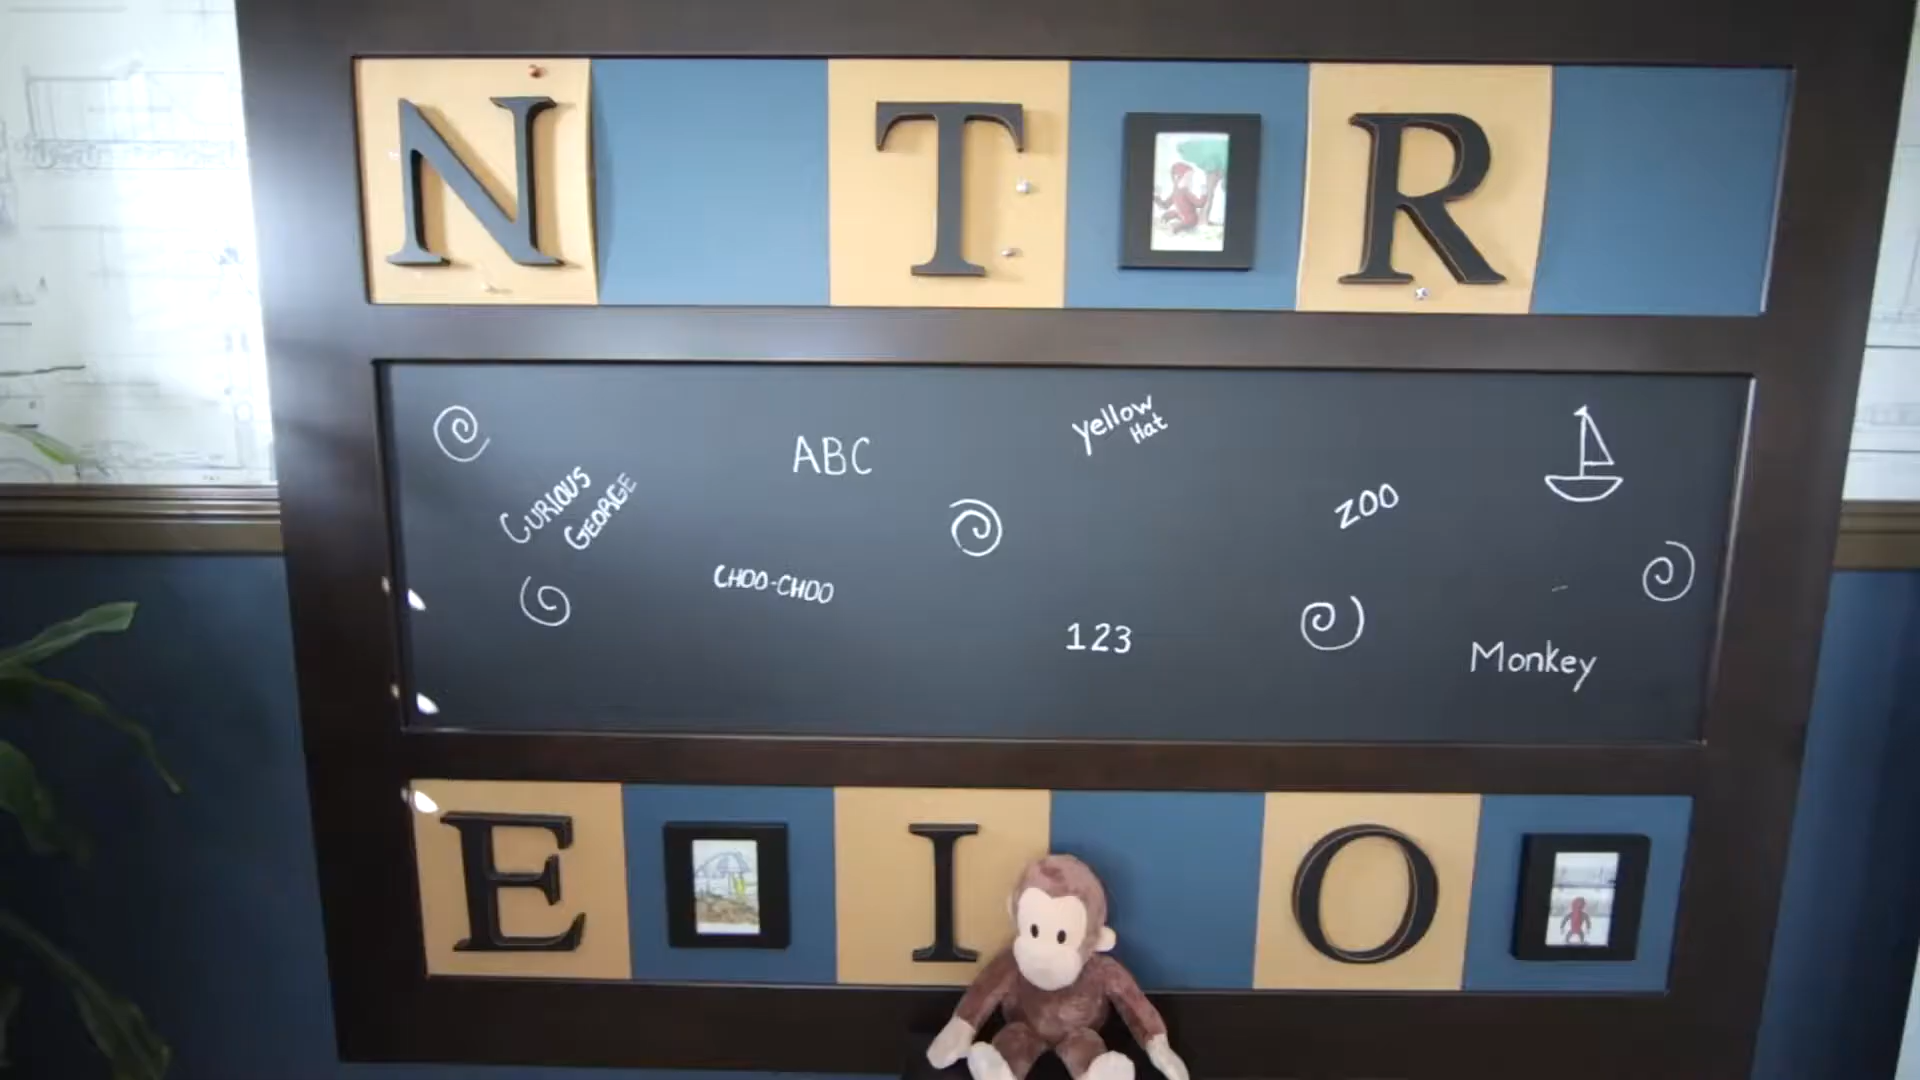 N T R
ABC
Yellow
Hat
CURIOUS
GEORGE
ZOO
CHOO-CHOO
123
Monkey
E I O